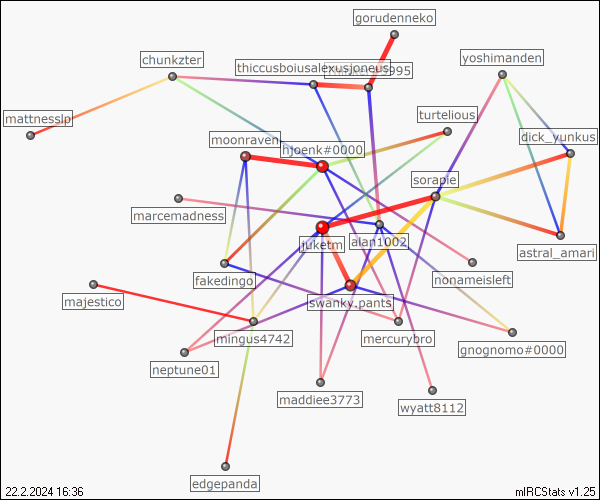 gorudenneko
chunkzter
yoshimanden
thiccusboiusalexusjoneus
5995
mattnesslp
turtelious
dick_yunkus
moonraven
hjoenk#0000
sorapie
marcemadness
juketm
alan1002
astral_amari
fakedingo
nonameisleft
majestico
swanky.pants
mingus4742
mercurybro
gnognomo#0000
neptune01
maddiee3773
wyatt8112
edgepanda
22.2.2024 16:36
mIRCStats v1.25